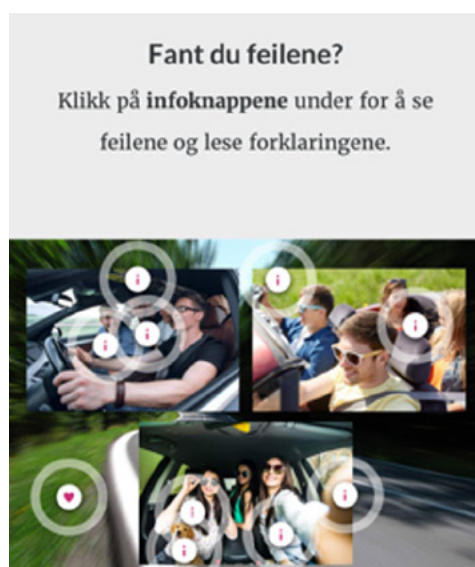 Fant du feilene?
Klikk på infoknappene under for å se
feilene og lese forklaringene.